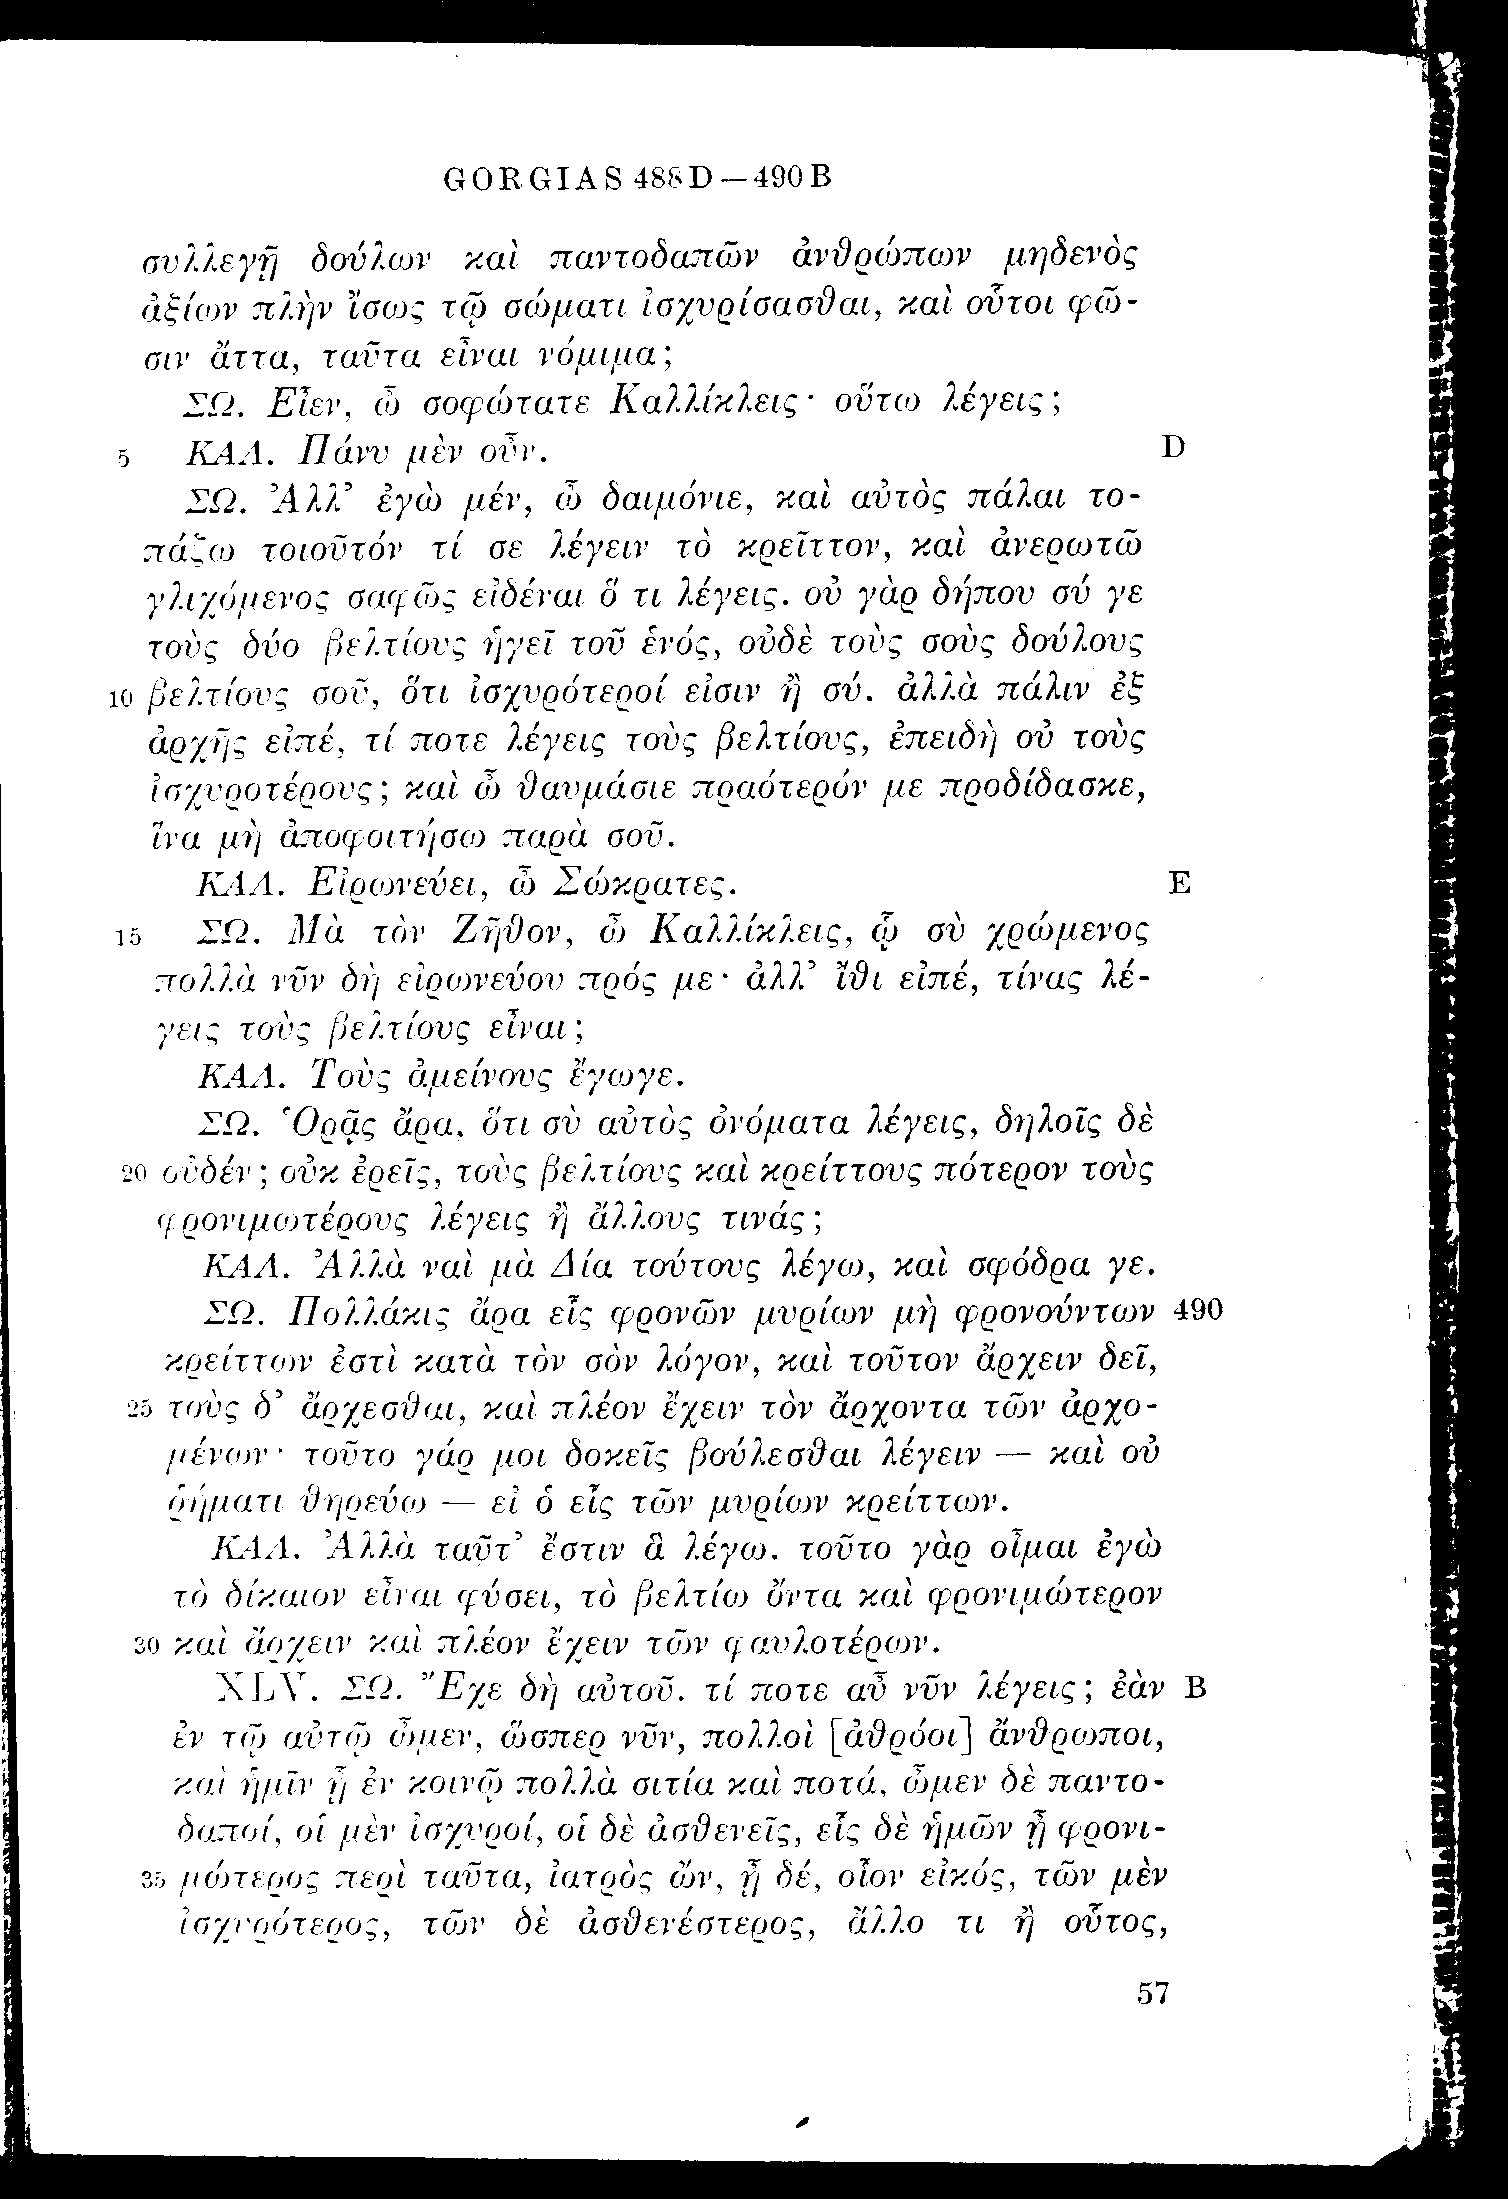 GORGIAS 488D—490B
συλλεγῇ δούλων καὶ παντοδαπῶν ἀνθρώπων μηδενὸς
ἀξίων πλὴν ἴσως τῷ σώματι ἰσχυρίσασθαι, καὶ οὗτοι φῶ-
σιν ἄττα, ταῦτα εἶναι νόμιμα;
ΣΩ. Εἶεν, ὦ σοφώτατε Καλλίκλεις· οὕτω λέγεις;
5 ΚΑΛ. Πάνυ μὲν οὖν. D
ΣΩ. Ἀλλ’ ἐγὼ μέν, ὦ δαιμόνιε, καὶ αὐτὸς πάλαι το-
πάζω τοιοῦτόν τί σε λέγειν τὸ κρεῖττον, καὶ ἀνερωτῶ
γλιχόμενος σαφῶς εἰδέναι ὅ τι λέγεις. οὐ γὰρ δήπου σύ γε
τοὺς δύο βελτίους ἡγεῖ τοῦ ἑνός, οὐδὲ τοὺς σοὺς δούλους
10 βελτίους σοῦ, ὅτι ἰσχυρότεροί εἰσιν ἢ σύ. ἀλλὰ πάλιν ἐξ
ἀρχῆς εἰπέ, τί ποτε λέγεις τοὺς βελτίους, ἐπειδὴ οὐ τοὺς
ἰσχυροτέρους; καὶ ὦ θαυμάσιε πραότερόν με προδίδασκε,
ἵνα μὴ ἀποφοιτήσω παρὰ σοῦ.
ΚΑΛ. Εἰρωνεύει, ὦ Σώκρατες. E
15 ΣΩ. Μὰ τὸν Ζῆθον, ὦ Καλλίκλεις, ᾧ σὺ χρώμενος
πολλὰ νῦν δὴ εἰρωνεύου πρός με· ἀλλ’ ἴθι εἰπέ, τίνας λέ-
γεις τοὺς βελτίους εἶναι;
ΚΑΛ. Τοὺς ἀμείνους ἔγωγε.
ΣΩ. Ὁρᾷς ἄρα, ὅτι σὺ αὐτὸς ὀνόματα λέγεις, δηλοῖς δὲ
20 οὐδέν; οὐκ ἐρεῖς, τοὺς βελτίους καὶ κρείττους πότερον τοὺς
φρονιμωτέρους λέγεις ἢ ἄλλους τινάς;
ΚΑΛ. Ἀλλὰ ναὶ μὰ Δία τούτους λέγω, καὶ σφόδρα γε.
ΣΩ. Πολλάκις ἄρα εἷς φρονῶν μυρίων μὴ φρονούντων 490
κρείττων ἐστὶ κατὰ τὸν σὸν λόγον, καὶ τοῦτον ἄρχειν δεῖ,
25 τοὺς δ’ ἄρχεσθαι, καὶ πλέον ἔχειν τὸν ἄρχοντα τῶν ἀρχο-
μένων· τοῦτο γάρ μοι δοκεῖς βούλεσθαι λέγειν — καὶ οὐ
ῥήματι θηρεύω — εἰ ὁ εἷς τῶν μυρίων κρείττων.
ΚΑΛ. Ἀλλὰ ταῦτ’ ἔστιν ἃ λέγω. τοῦτο γὰρ οἶμαι ἐγὼ
τὸ δίκαιον εἶναι φύσει, τὸ βελτίω ὄντα καὶ φρονιμώτερον
30 καὶ ἄρχειν καὶ πλέον ἔχειν τῶν φαυλοτέρων.
XLV. ΣΩ. Ἔχε δὴ αὐτοῦ. τί ποτε αὖ νῦν λέγεις; ἐὰν B
ἐν τῷ αὐτῷ ὦμεν, ὥσπερ νῦν, πολλοὶ [ἀθρόοι] ἄνθρωποι,
καὶ ἡμῖν ᾖ ἐν κοινῷ πολλὰ σιτία καὶ ποτά, ὦμεν δὲ παντο-
δαποί, οἱ μὲν ἰσχυροί, οἱ δὲ ἀσθενεῖς, εἷς δὲ ἡμῶν ᾖ φρονι-
35 μώτερος περὶ ταῦτα, ἰατρὸς ὤν, ᾖ δέ, οἷον εἰκός, τῶν μὲν
ἰσχυρότερος, τῶν δὲ ἀσθενέστερος, ἄλλο τι ἢ οὗτος,
57